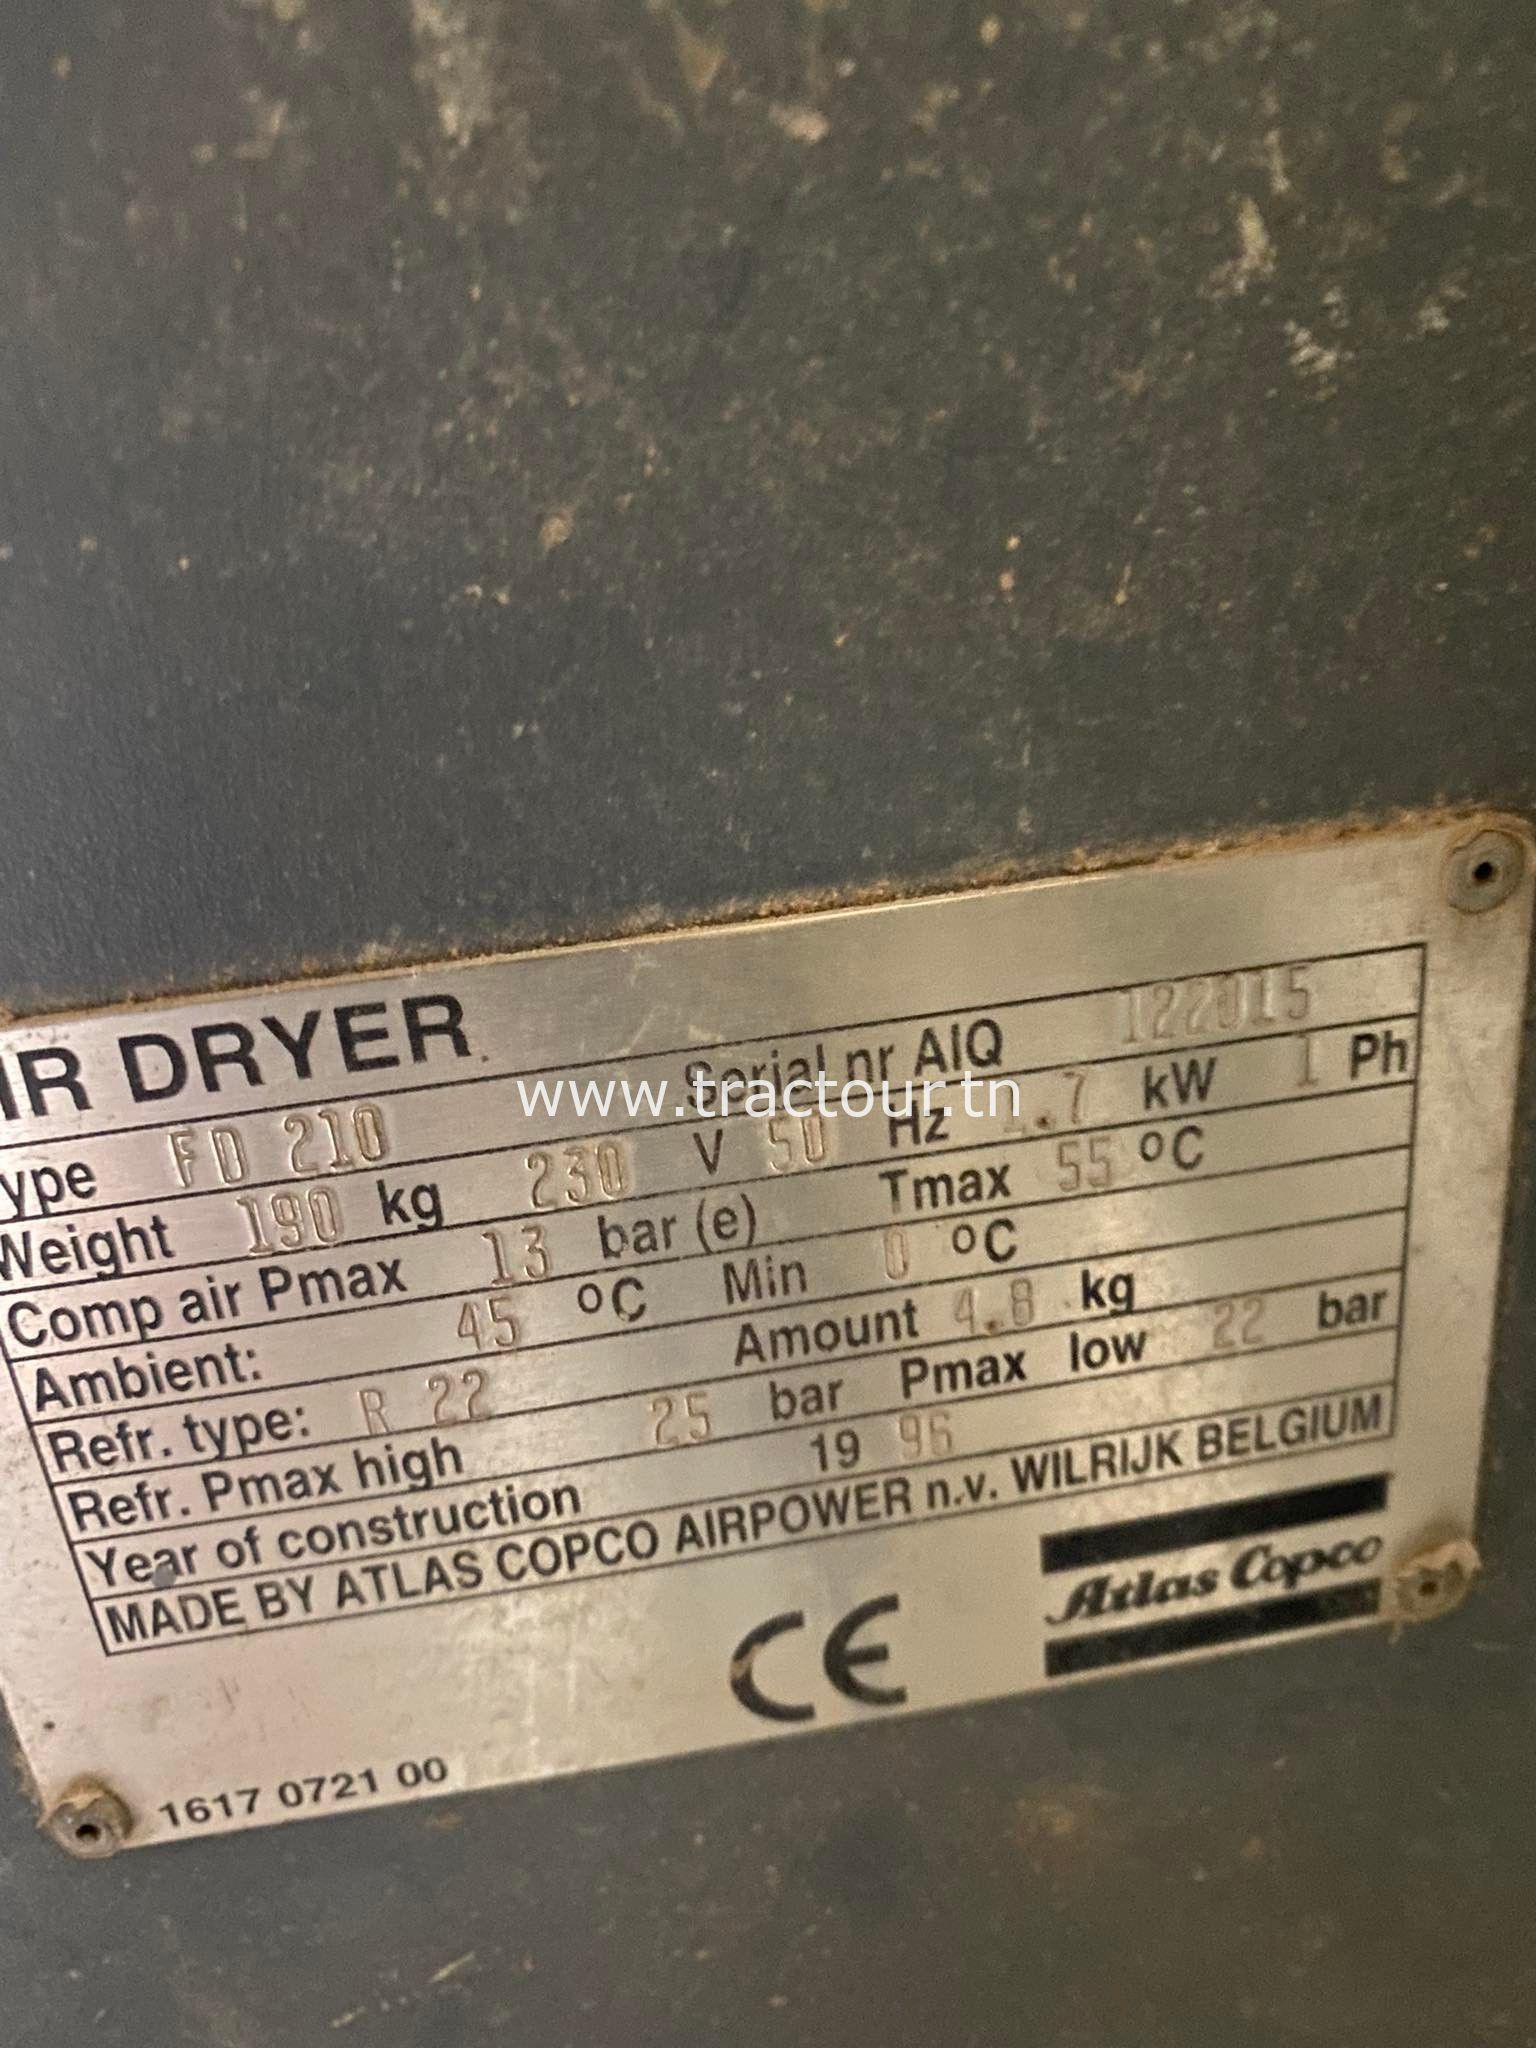 IR DRYER
ype FD 210 Serial nr AIQ 122015
Weight 190 kg 230 V 50 Hz .7 kW 1 Ph
Comp air Pmax 13 bar (e) Tmax 55 °C
Ambient: 45 °C Min 0 °C
Refr. type: R 22 Amount 4.8 kg
Refr. Pmax high 25 bar Pmax low 22 bar
Year of construction 19 96
MADE BY ATLAS COPCO AIRPOWER n.v. WILRIJK BELGIUM
CE
Atlas Copco
1617 0721 00
www.tractour.tn